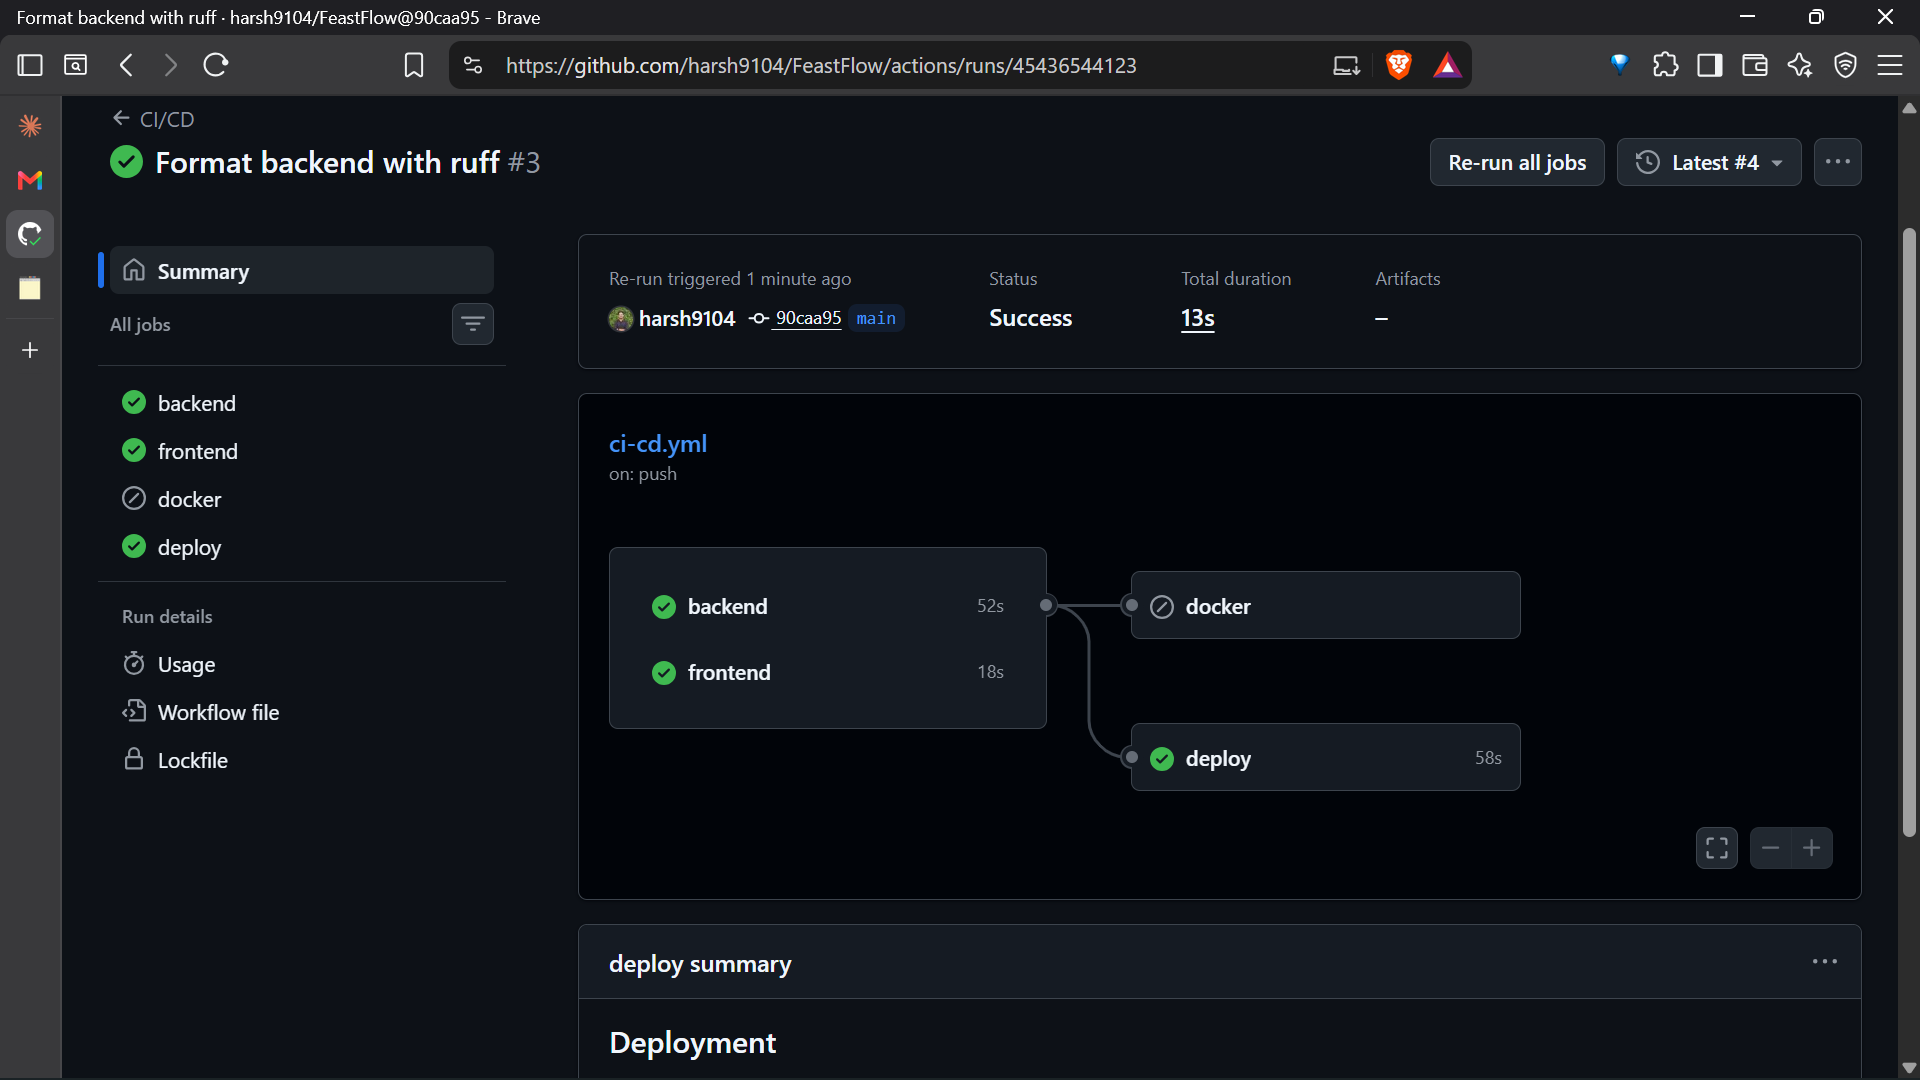 Format backend with ruff · harsh9104/FeastFlow@90caa95 - Brave
https://github.com/harsh9104/FeastFlow/actions/runs/45436544123
← CI/CD
Format backend with ruff #3
Re-run all jobs
Latest #4
Summary
All jobs
backend
frontend
docker
deploy
Run details
Usage
Workflow file
Lockfile
Re-run triggered 1 minute ago
harsh9104 90caa95 main
Status
Success
Total duration
13s
Artifacts
–
ci-cd.yml
on: push
backend 52s
frontend 18s
docker
deploy 58s
deploy summary
Deployment